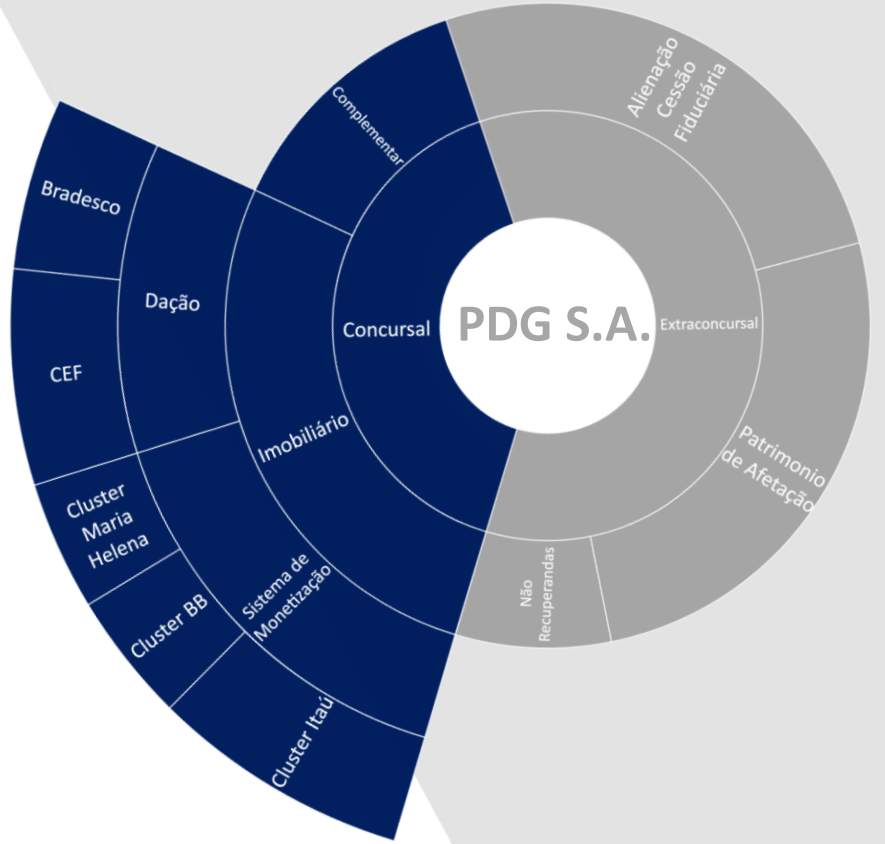 Alienação
Cessão
Fiduciária
Complementar
Bradesco
Dação
Concursal
PDG S.A.
Extraconcursal
CEF
Imobiliário
Patrimonio
de Afetação
Cluster
Maria
Helena
Sistema de
Monetização
Não
Recuperandas
Cluster BB
Cluster Itaú